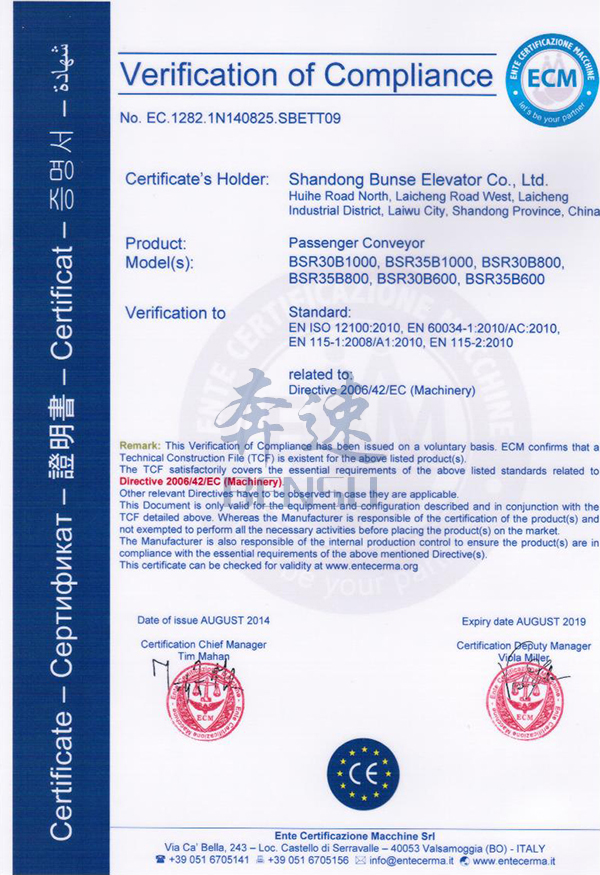 Certificate – Сертификат – 證明書 – Certificat – 증명서 – شهادة
ENTE CERTIFICAZIONE MACCHINE
ECM
let's be your partner
Verification of Compliance
No. EC.1282.1N140825.SBETT09
Certificate's Holder: Shandong Bunse Elevator Co., Ltd.
Huihe Road North, Laicheng Road West, Laicheng
Industrial District, Laiwu City, Shandong Province, China
Product: Passenger Conveyor
Model(s): BSR30B1000, BSR35B1000, BSR30B800,
BSR35B800, BSR30B600, BSR35B600
Verification to Standard:
EN ISO 12100:2010, EN 60034-1:2010/AC:2010,
EN 115-1:2008/A1:2010, EN 115-2:2010
related to:
Directive 2006/42/EC (Machinery)
奔速
Remark: This Verification of Compliance has been issued on a voluntary basis. ECM confirms that a
Technical Construction File (TCF) is existent for the above listed product(s).
The TCF satisfactorily covers the essential requirements of the above listed standards related to
Directive 2006/42/EC (Machinery).
Other relevant Directives have to be observed in case they are applicable.
This Document is only valid for the equipment and configuration described and in conjunction with the
TCF detailed above. Whereas the Manufacturer is responsible of the certification of the product(s) and
not exempted to perform all the necessary activities before placing the product(s) on the market.
The Manufacturer is also responsible of the internal production control to ensure the product(s) are in
compliance with the essential requirements of the above mentioned Directive(s).
This certificate can be checked for validity at www.entecerma.org
Date of issue AUGUST 2014 Expiry date AUGUST 2019
Certification Chief Manager Certification Deputy Manager
Tim Mahan Viola Miller
ECM ECM
CE
Ente Certificazione Macchine Srl
Via Ca' Bella, 243 – Loc. Castello di Serravalle – 40053 Valsamoggia (BO) - ITALY
+39 051 6705141 +39 051 6705156 info@entecerma.it www.entecerma.it